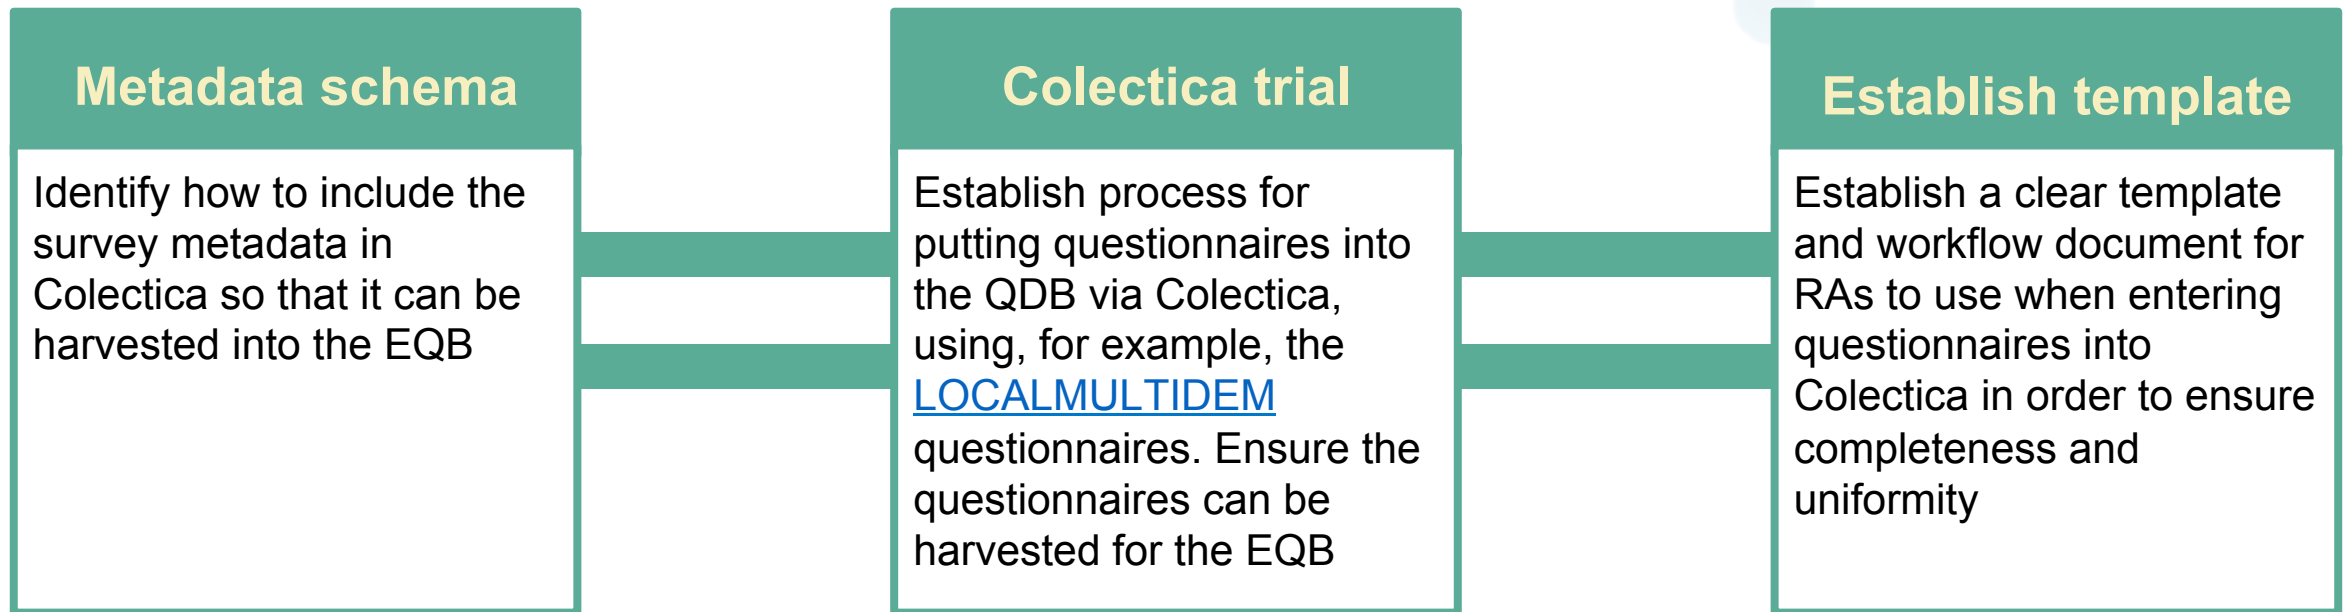 Metadata schema
Identify how to include the
survey metadata in
Colectica so that it can be
harvested into the EQB
Colectica trial
Establish process for
putting questionnaires into
the QDB via Colectica,
using, for example, the
LOCALMULTIDEM
questionnaires. Ensure the
questionnaires can be
harvested for the EQB
Establish template
Establish a clear template
and workflow document for
RAs to use when entering
questionnaires into
Colectica in order to ensure
completeness and
uniformity